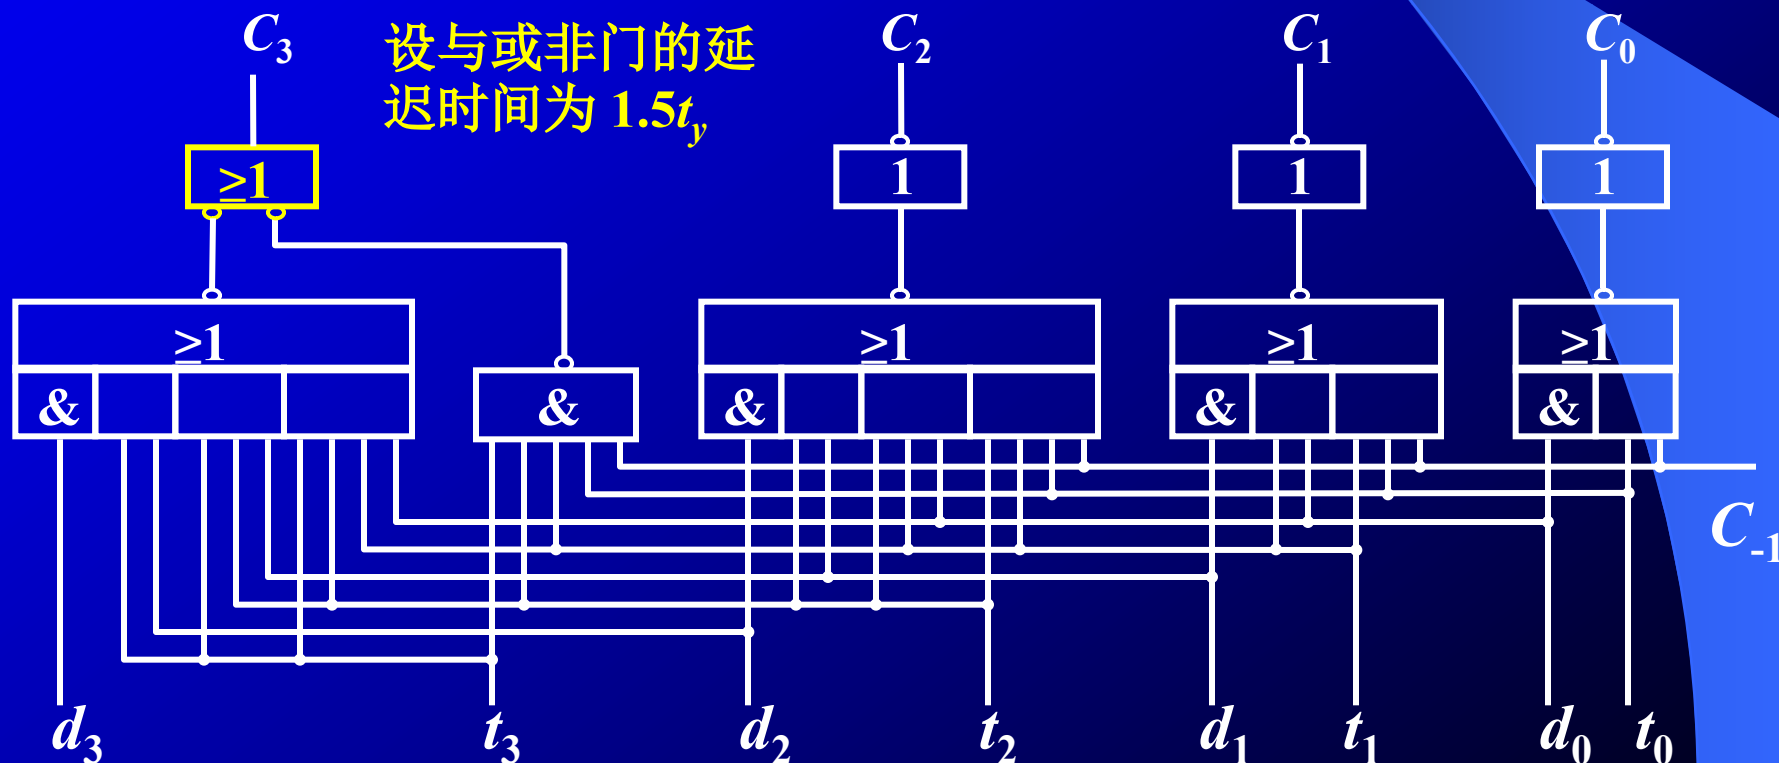 C₃ 设与或非门的延 C₂ C₁ C₀
迟时间为 1.5tᵧ
≥1 1 1 1
≥1 ≥1 ≥1 ≥1
& & & & &
C₋₁
d₃ t₃ d₂ t₂ d₁ t₁ d₀ t₀